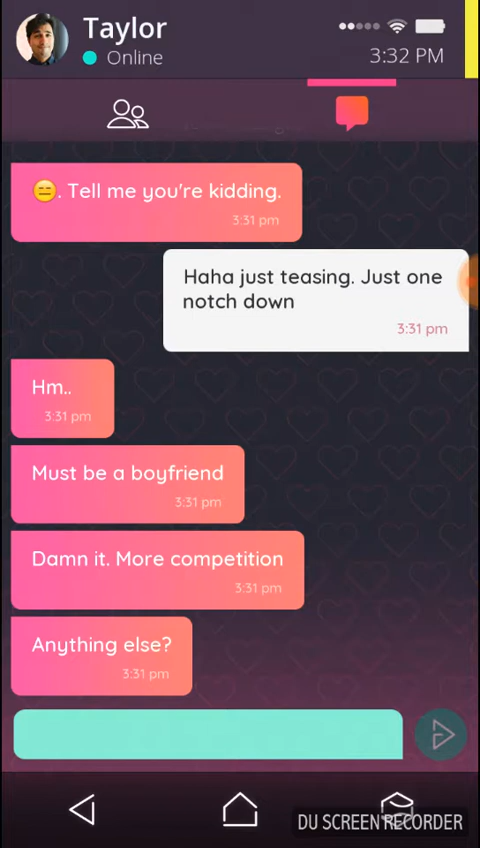 Taylor
Online
3:32 PM
😑. Tell me you're kidding.
3:31 pm
Haha just teasing. Just one
notch down
3:31 pm
Hm..
3:31 pm
Must be a boyfriend
3:31 pm
Damn it. More competition
3:31 pm
Anything else?
3:31 pm
DU SCREEN RECORDER